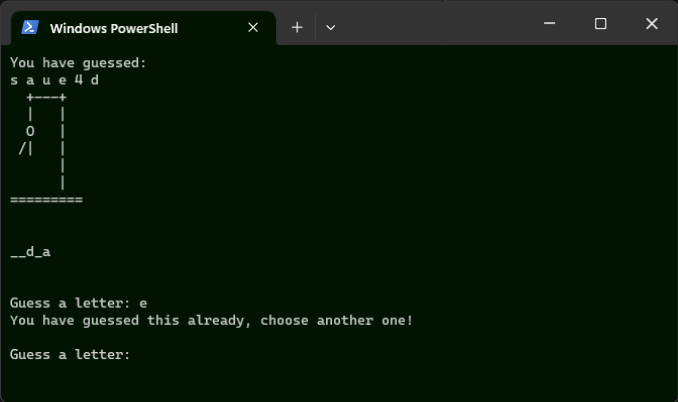 Windows PowerShell
You have guessed:
s a u e 4 d
  +---+
  |   |
  O   |
 /|   |
      |
      |
=========
__d_a
Guess a letter: e
You have guessed this already, choose another one!
Guess a letter: